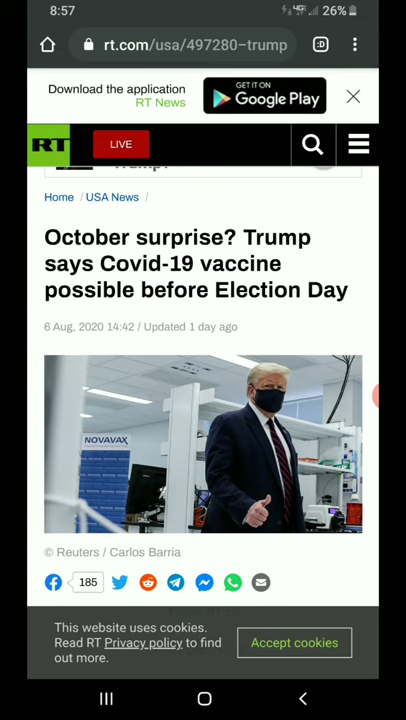 8:57
4G
26%
rt.com/usa/497280-trump
:D
Download the application
RT News
GET IT ON
Google Play
RT
LIVE
Home / USA News /
October surprise? Trump
says Covid-19 vaccine
possible before Election Day
6 Aug, 2020 14:42 / Updated 1 day ago
NOVAVAX
© Reuters / Carlos Barria
185
This website uses cookies.
Read RT Privacy policy to find
out more.
Accept cookies